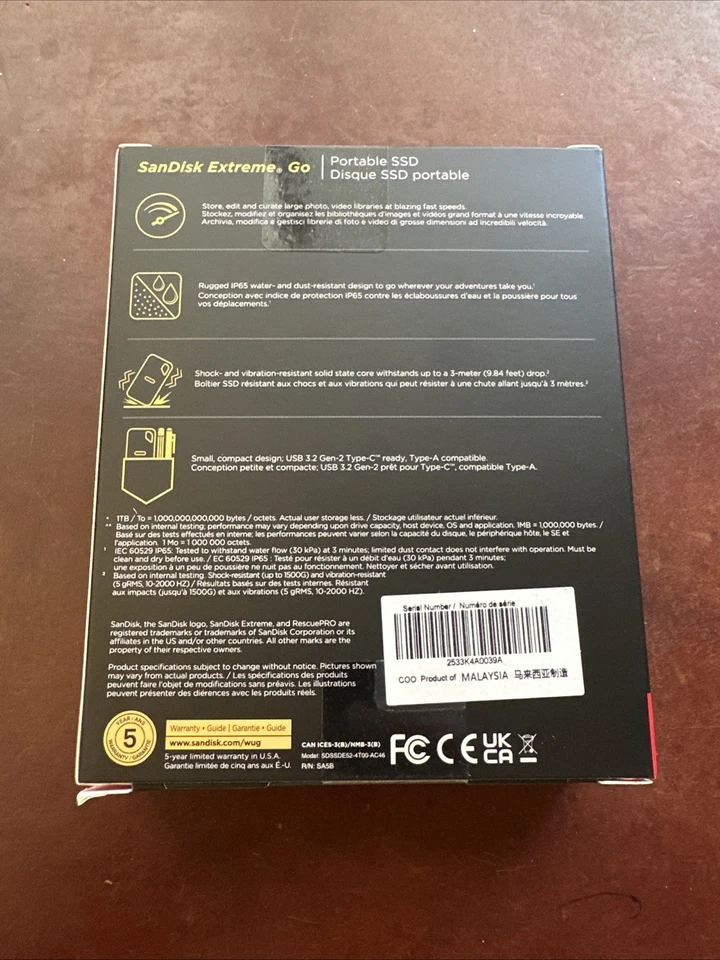 SanDisk Extreme® Go
Portable SSD
Disque SSD portable
Store, edit and curate large photo, video libraries at blazing fast speeds.
Stockez, modifiez et organisez les bibliothèques d'images et vidéos grand format à une vitesse incroyable.
Archivia, modifica e gestisci librerie di foto e video di grosse dimensioni ad incredibili velocità.
Rugged IP65 water- and dust-resistant design to go wherever your adventures take you.¹
Conception avec indice de protection IP65 contre les éclaboussures d'eau et la poussière pour tous
vos déplacements.¹
Shock- and vibration-resistant solid state core withstands up to a 3-meter (9.84 feet) drop.²
Boîtier SSD résistant aux chocs et aux vibrations qui peut résister à une chute allant jusqu'à 3 mètres.²
Small, compact design; USB 3.2 Gen-2 Type-C™ ready, Type-A compatible.
Conception petite et compacte; USB 3.2 Gen-2 prêt pour Type-C™, compatible Type-A.
* 1TB / To = 1,000,000,000,000 bytes / octets. Actual user storage less. / Stockage utilisateur actuel inférieur.
** Based on internal testing; performance may vary depending upon drive capacity, host device, OS and application. 1MB = 1,000,000 bytes. /
Basé sur des tests effectués en interne; les performances peuvent varier selon la capacité du disque, le périphérique hôte, le SE et
l'application. 1 Mo = 1 000 000 octets.
¹ IEC 60529 IP65: Tested to withstand water flow (30 kPa) at 3 minutes; limited dust contact does not interfere with operation. Must be
clean and dry before use. / EC 60529 IP65 : Testé pour résister à un débit d'eau (30 kPa) pendant 3 minutes;
une exposition à un peu de poussière ne nuit pas au fonctionnement. Nettoyer et sécher avant utilisation.
² Based on internal testing. Shock-resistant (up to 1500G) and vibration-resistant
(5 gRMS, 10-2000 HZ) / Résultats basés sur des tests internes. Résistant
aux impacts (jusqu'à 1500G) et aux vibrations (5 gRMS, 10-2000 HZ).
SanDisk, the SanDisk logo, SanDisk Extreme, and RescuePRO are
registered trademarks or trademarks of SanDisk Corporation or its
affiliates in the US and/or other countries. All other marks are the
property of their respective owners.
Product specifications subject to change without notice. Pictures shown
may vary from actual products. / Les spécifications des produits
peuvent faire l'objet de modifications sans préavis. Les illustrations
peuvent présenter des diérences avec les produits réels.
Serial Number / Numéro de série
2533K4A0039A
COO Product of MALAYSIA 马来西亚制造
YEAR / ANS
5
WARRANTY / GARANTIE
Warranty • Guide | Garantie • Guide
www.sandisk.com/wug
5-year limited warranty in U.S.A.
Garantie limitée de cinq ans aux É.-U.
CAN ICES-3(B)/NMB-3(B)
Model: SDSSDE52-4T00-AC46
R/N: SA5B
FC CE UK
CA